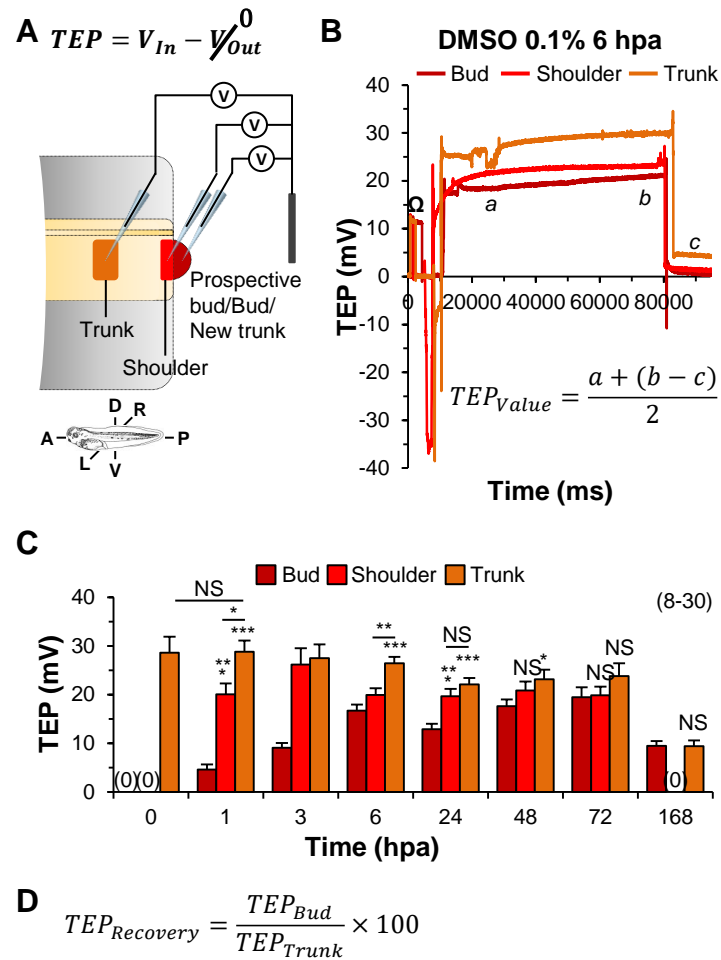 A
TEP = V_In − V_Out 0
V
V
V
Prospective
bud/Bud/
New trunk
Trunk
Shoulder
D
R
A
P
L
V
B
DMSO 0.1% 6 hpa
Bud Shoulder Trunk
40
30
20
10
0
-10
-20
-30
-40
TEP (mV)
Ω
a
b
c
0 20000 40000 60000 80000
TEP_Value = a + (b − c) / 2
Time (ms)
C
Bud Shoulder Trunk
(8-30)
40
30
20
10
0
TEP (mV)
NS
*
***
**
*
**
***
NS
***
**
*
NS
*
NS
NS
NS
(0)(0)
(0)
0 1 3 6 24 48 72 168
Time (hpa)
D
TEP_Recovery = TEP_Bud / TEP_Trunk × 100